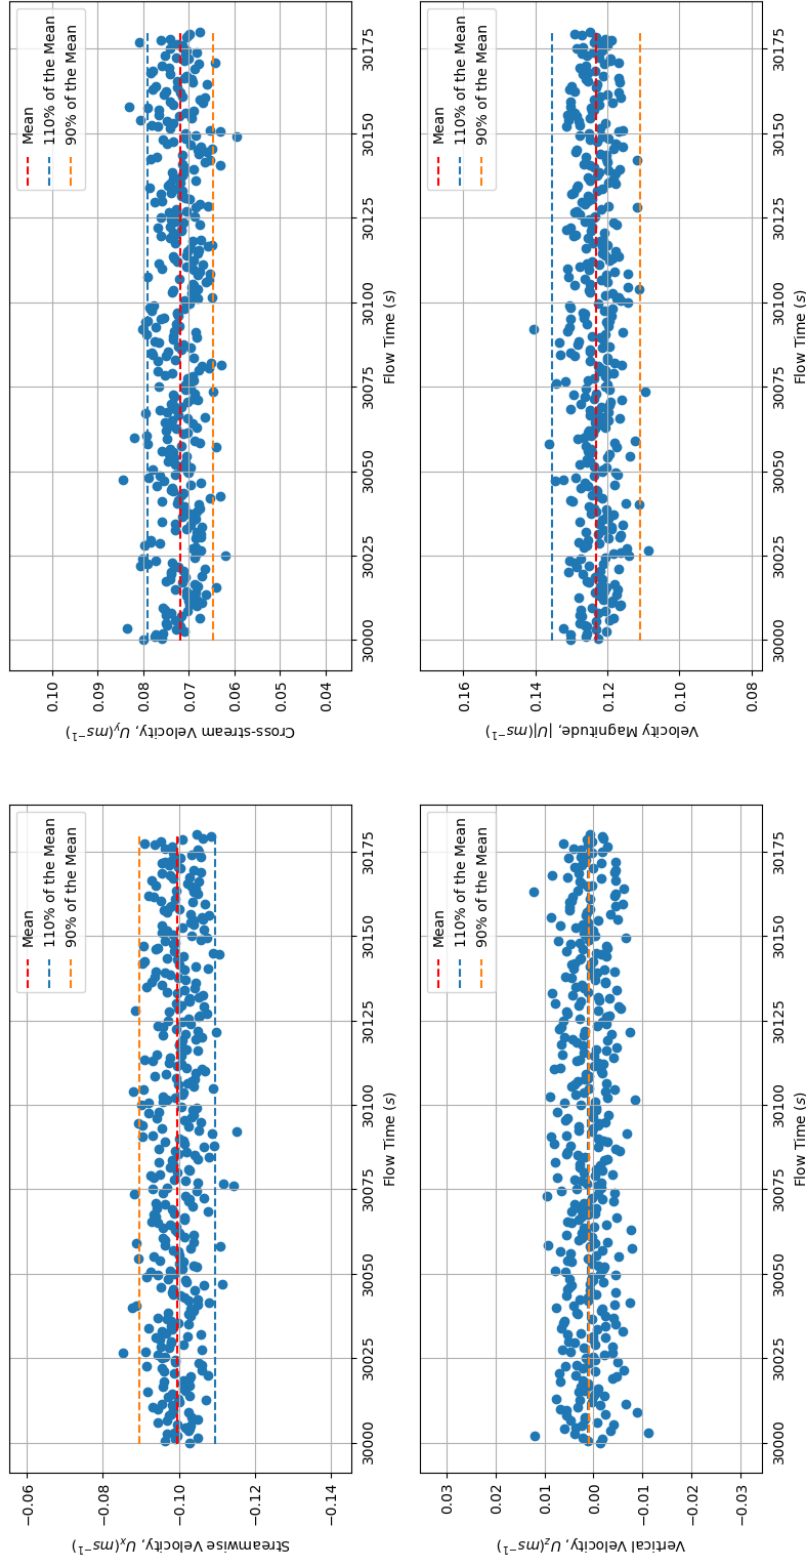 −0.06
−0.08
−0.10
−0.12
−0.14
Streamwise Velocity, Uₓ(ms⁻¹)
30000
30025
30050
30075
30100
30125
30150
30175
Flow Time (s)
Mean
110% of the Mean
90% of the Mean
0.10
0.09
0.08
0.07
0.06
0.05
0.04
Cross-stream Velocity, U_y(ms⁻¹)
30000
30025
30050
30075
30100
30125
30150
30175
Flow Time (s)
Mean
110% of the Mean
90% of the Mean
0.03
0.02
0.01
0.00
−0.01
−0.02
−0.03
Vertical Velocity, U_z(ms⁻¹)
30000
30025
30050
30075
30100
30125
30150
30175
Flow Time (s)
Mean
110% of the Mean
90% of the Mean
0.16
0.14
0.12
0.10
0.08
Velocity Magnitude, |U|(ms⁻¹)
30000
30025
30050
30075
30100
30125
30150
30175
Flow Time (s)
Mean
110% of the Mean
90% of the Mean